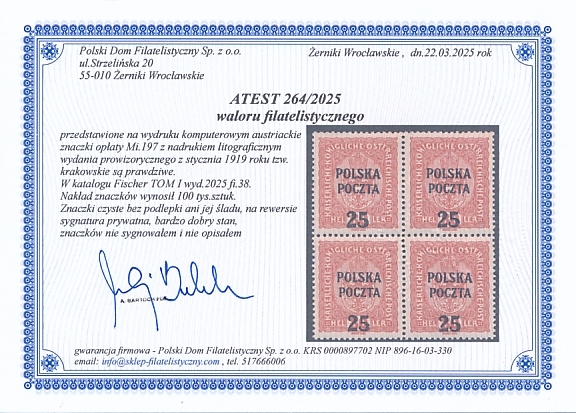 Polski Dom Filatelistyczny Sp. z o.o.
ul.Strzelińska 20
55-010 Żerniki Wrocławskie
Żerniki Wrocławskie , dn.22.03.2025 rok
ATEST 264/2025
waloru filatelistycznego
przedstawione na wydruku komputerowym austriackie
znaczki opłaty Mi.197 z nadrukiem litograficznym
wydania prowizorycznego z stycznia 1919 roku tzw.
krakowskie są prawdziwe.
W katalogu Fischer TOM I wyd.2025 fi.38.
Nakład znaczków wynosił 100 tys.sztuk.
Znaczki czyste bez podlepki ani jej śladu, na rewersie
sygnatura prywatna, bardzo dobry stan,
znaczków nie sygnowałem i nie opisałem
POLSKA
POCZTA
25
POLSKA
POCZTA
25
POLSKA
POCZTA
25
POLSKA
POCZTA
25
gwarancja firmowa - Polski Dom Filatelistyczny Sp. z o.o. KRS 0000897702 NIP 896-16-03-330
email: info@sklep-filatelistyczny.com , tel. 517666006